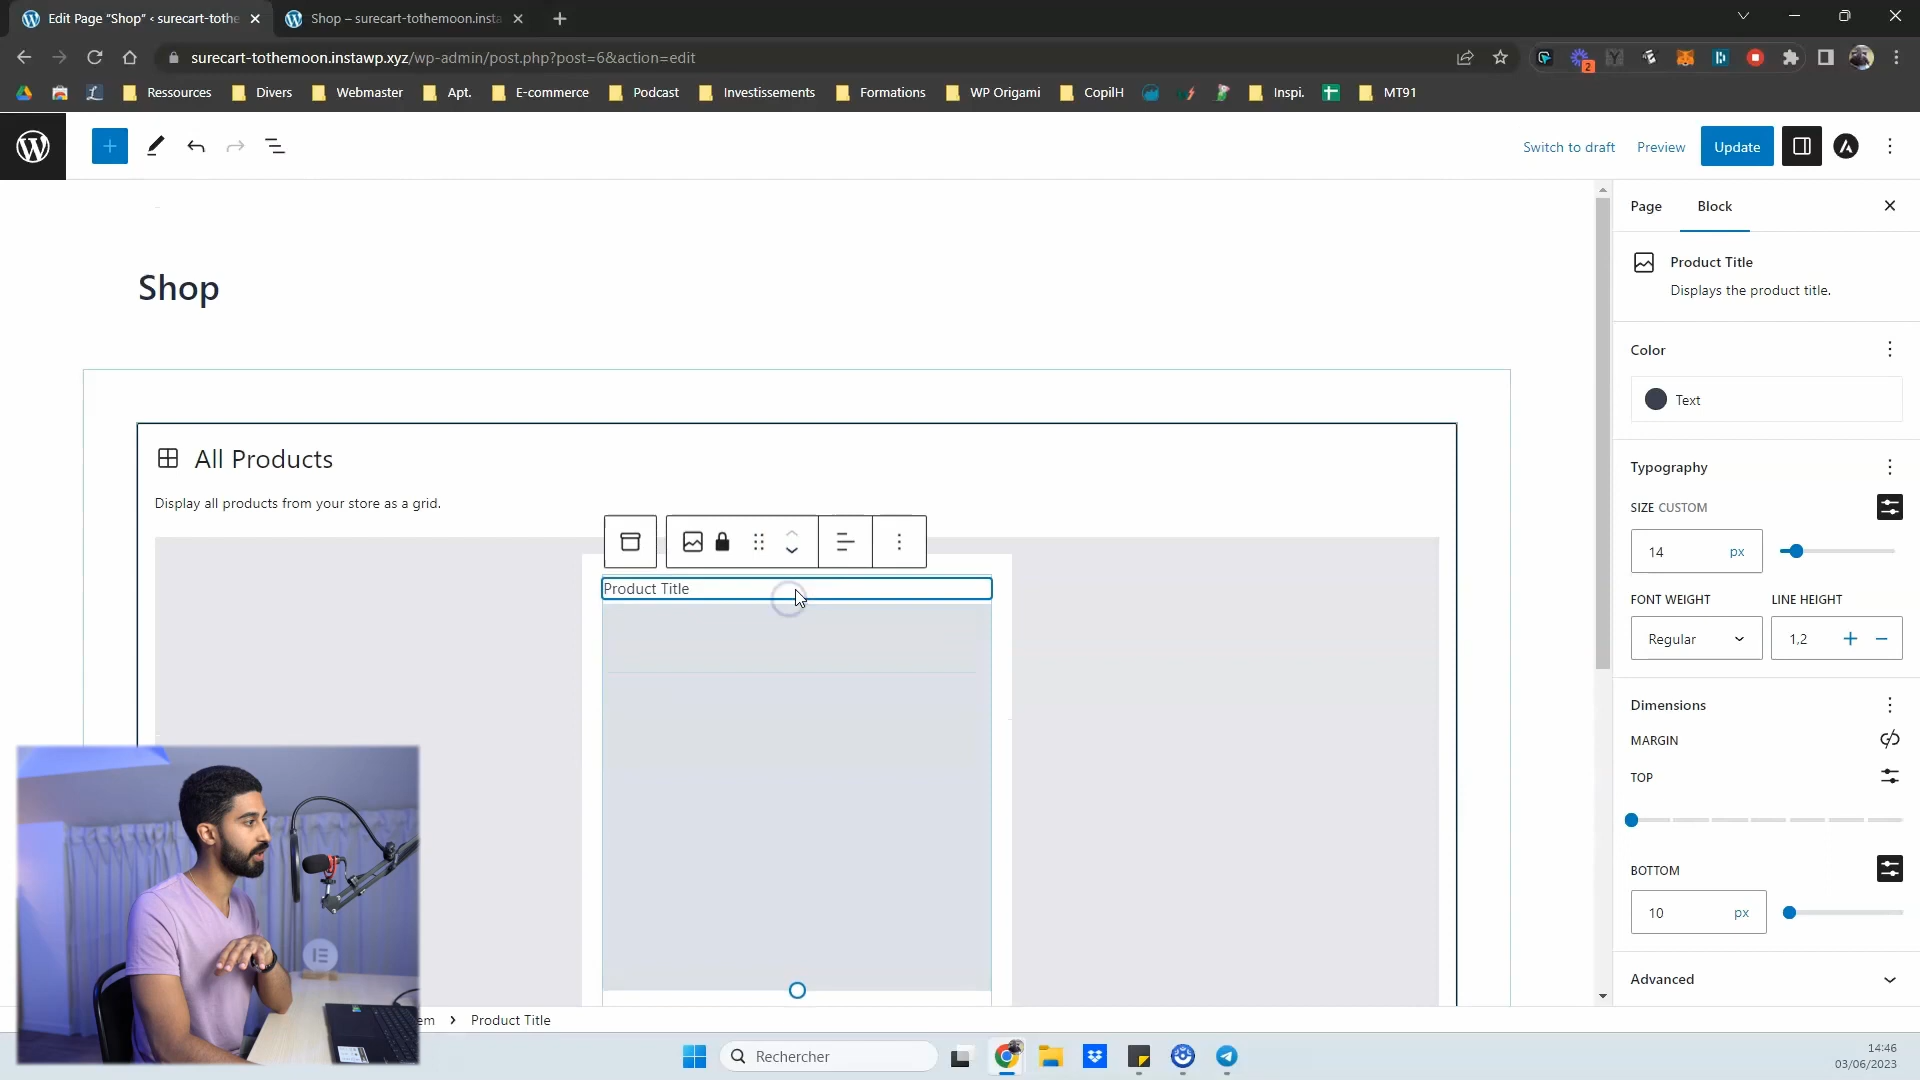 Edit Page “Shop” ‹ surecart-tothe
Shop – surecart-tothemoon.insta
surecart-tothemoon.instawp.xyz/wp-admin/post.php?post=6&action=edit
2
Ressources
Divers
Webmaster
Apt.
E-commerce
Podcast
Investissements
Formations
WP Origami
CopilH
Inspi.
MT91
Switch to draft
Preview
Update
Page
Block
Shop
Product Title
Displays the product title.
Color
Text
All Products
Display all products from your store as a grid.
Typography
SIZE CUSTOM
14 px
Product Title
FONT WEIGHT
LINE HEIGHT
Regular
1,2
Dimensions
MARGIN
TOP
BOTTOM
10 px
Advanced
em > Product Title
Rechercher
14:46
03/06/2023